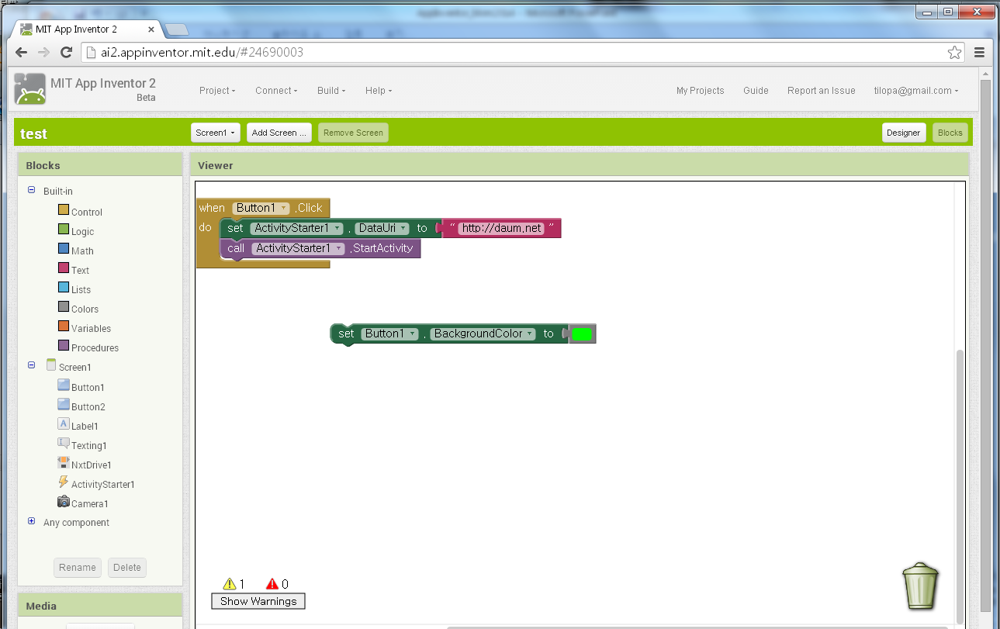 MIT App Inventor 2
ai2.appinventor.mit.edu/#24690003
MIT App Inventor 2
Beta
Project Connect Build Help My Projects Guide Report an Issue tilopa@gmail.com
test Screen1 Add Screen ... Remove Screen Designer Blocks
Blocks
Built-in
Control
Logic
Math
Text
Lists
Colors
Variables
Procedures
Screen1
Button1
Button2
Label1
Texting1
NxtDrive1
ActivityStarter1
Camera1
Any component
Rename Delete
Media
Viewer
when Button1 .Click
do set ActivityStarter1 . DataUri to “ http://daum.net ”
call ActivityStarter1 .StartActivity
set Button1 . BackgroundColor to
1 0
Show Warnings